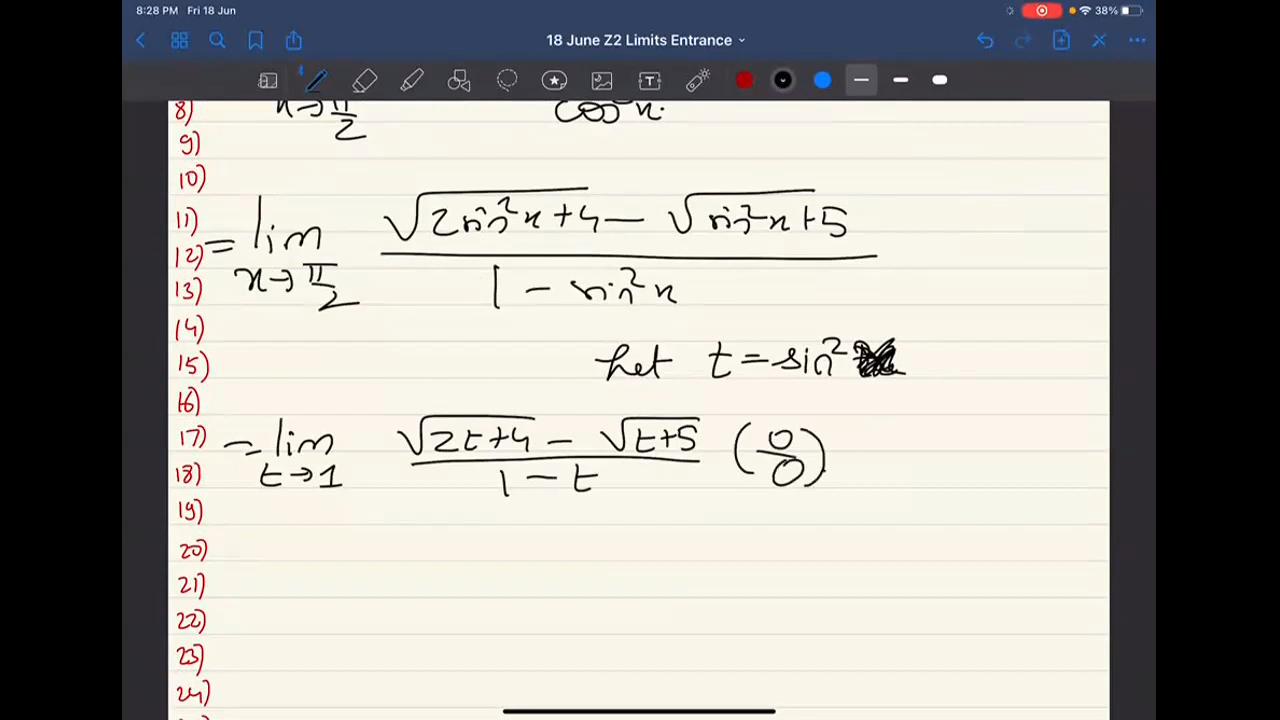 8:28 PM Fri 18 Jun
38%
18 June Z2 Limits Entrance
8) x→π/2 cos²x
9)
10)
11) √(2sin²x+4) − √(sin²x+5)
12) = lim
13) x→π/2 1 − sin²x
14)
15) Let t = sin²
16)
17) = lim √(2t+4) − √(t+5) (0/0)
18) t→1 1 − t
19)
20)
21)
22)
23)
24)